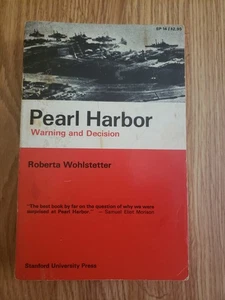 Pearl Harbor
Warning and Decision
Roberta Wohlstetter
"The best book by far on the question of why we were
surprised at Pearl Harbor." — Samuel Eliot Morison
Stanford University Press